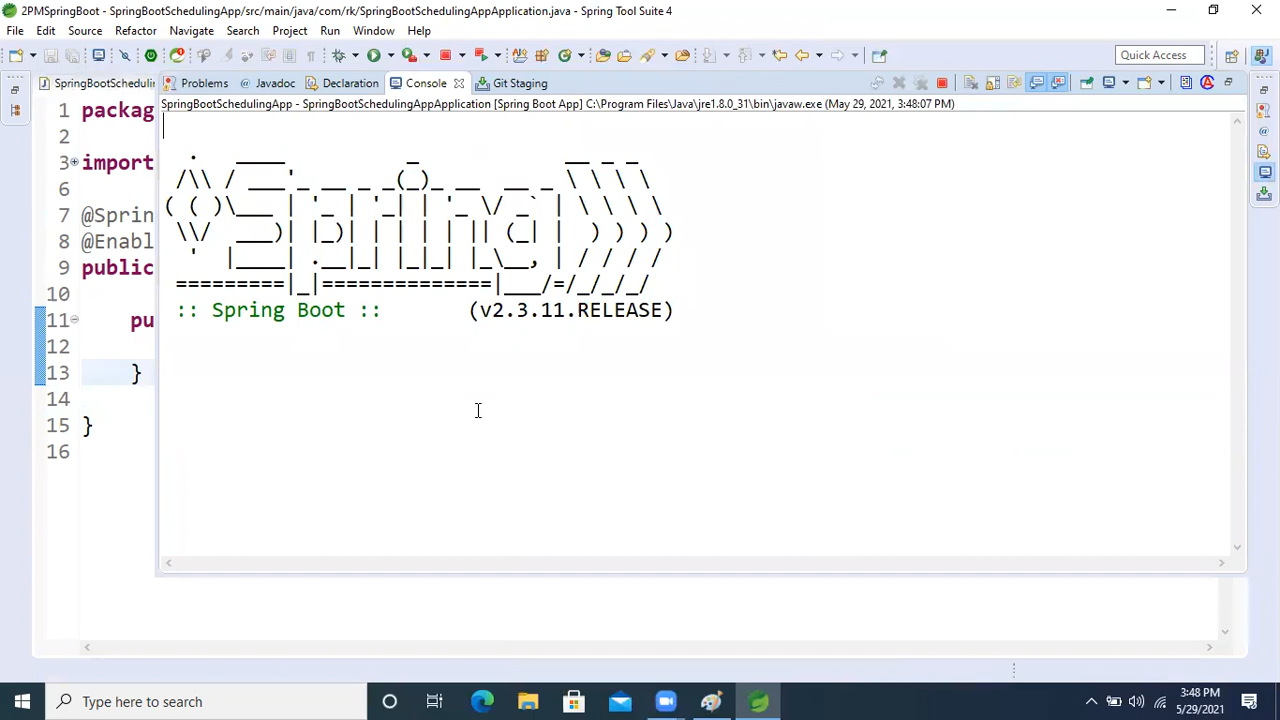 2PMSpringBoot - SpringBootSchedulingApp/src/main/java/com/rk/SpringBootSchedulingAppApplication.java - Spring Tool Suite 4
File Edit Source Refactor Navigate Search Project Run Window Help
Quick Access
SpringBootSchedulin Problems Javadoc Declaration Console Git Staging
SpringBootSchedulingApp - SpringBootSchedulingAppApplication [Spring Boot App] C:\Program Files\Java\jre1.8.0_31\bin\javaw.exe (May 29, 2021, 3:48:07 PM)
1 packag
2
3 import
6
7 @Sprin
8 @Enabl
9 public
10
11 pu
12
13 }
14
15 }
16
Spring
:: Spring Boot :: (v2.3.11.RELEASE)
Type here to search
3:48 PM
5/29/2021